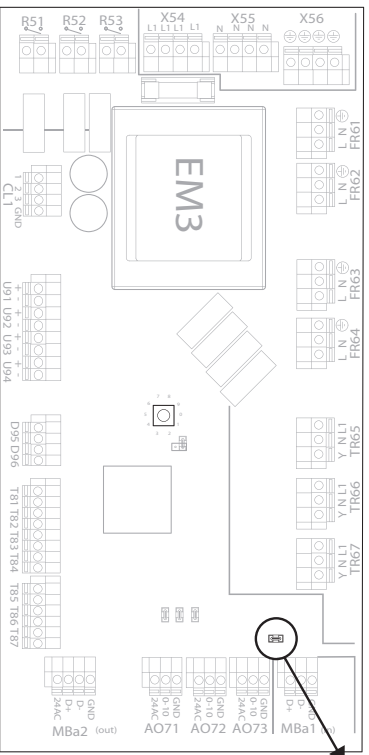 R51 R52 R53 X54 X55 X56
L1 L1 L1 L1 N N N N
EM3
L N FR61
L N FR62
L N FR63
L N FR64
1 2 3 GND
CL1
+ - + - + - + -
U91 U92 U93 U94
7 8 9
D95 D96
Y N L1 TR65
Y N L1 TR66
Y N L1 TR67
T81 T82 T83 T84
T85 T86 T87
24AC D+ D- GND
MBa2 (out)
24AC 0-10 GND
AO71
24AC 0-10 GND
AO72
24AC 0-10 GND
AO73
D+ D- GND
MBa1